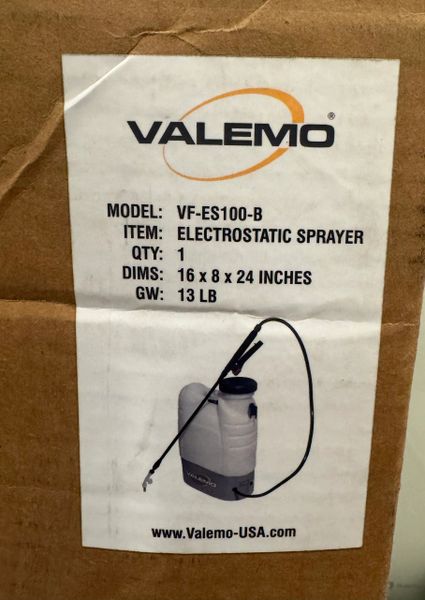 VALEMO®
MODEL: VF-ES100-B
ITEM: ELECTROSTATIC SPRAYER
QTY: 1
DIMS: 16 x 8 x 24 INCHES
GW: 13 LB
VALEMO
www.Valemo-USA.com